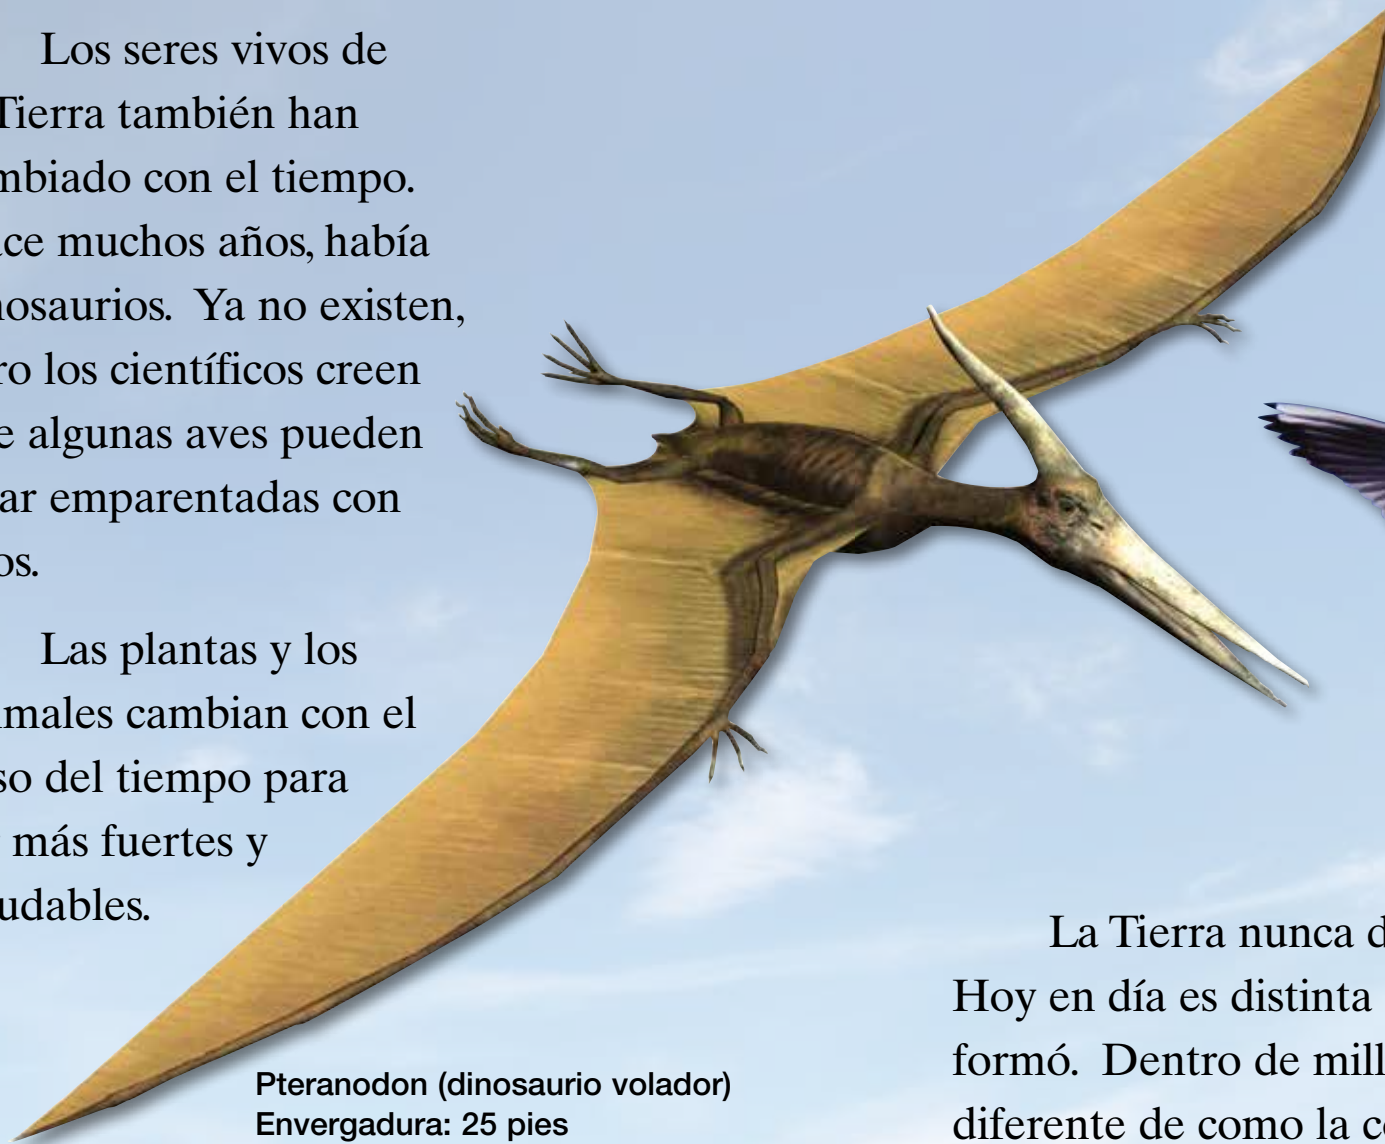 Los seres vivos de
Tierra también han
mbiado con el tiempo.
ce muchos años, había
nosaurios. Ya no existen,
ro los científicos creen
e algunas aves pueden
ar emparentadas con
os.
Las plantas y los
imales cambian con el
so del tiempo para
más fuertes y
udables.
Pteranodon (dinosaurio volador)
Envergadura: 25 pies
La Tierra nunca d
Hoy en día es distinta
formó. Dentro de mill
diferente de como la c